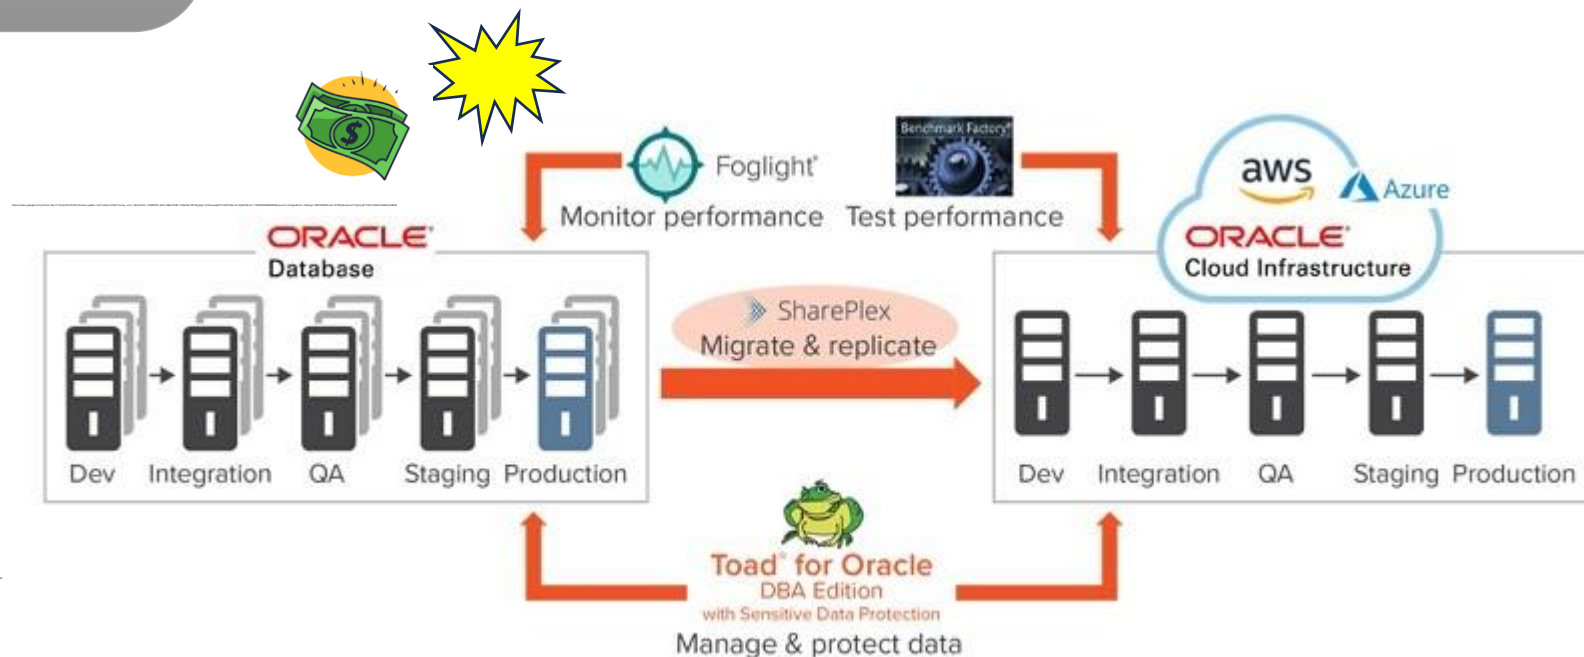 $
Foglight®
Monitor performance
Benchmark Factory®
Test performance
aws
Azure
ORACLE®
Cloud Infrastructure
ORACLE®
Database
SharePlex
Migrate & replicate
Dev
Integration
QA
Staging
Production
Dev
Integration
QA
Staging
Production
Toad® for Oracle
DBA Edition
with Sensitive Data Protection
Manage & protect data